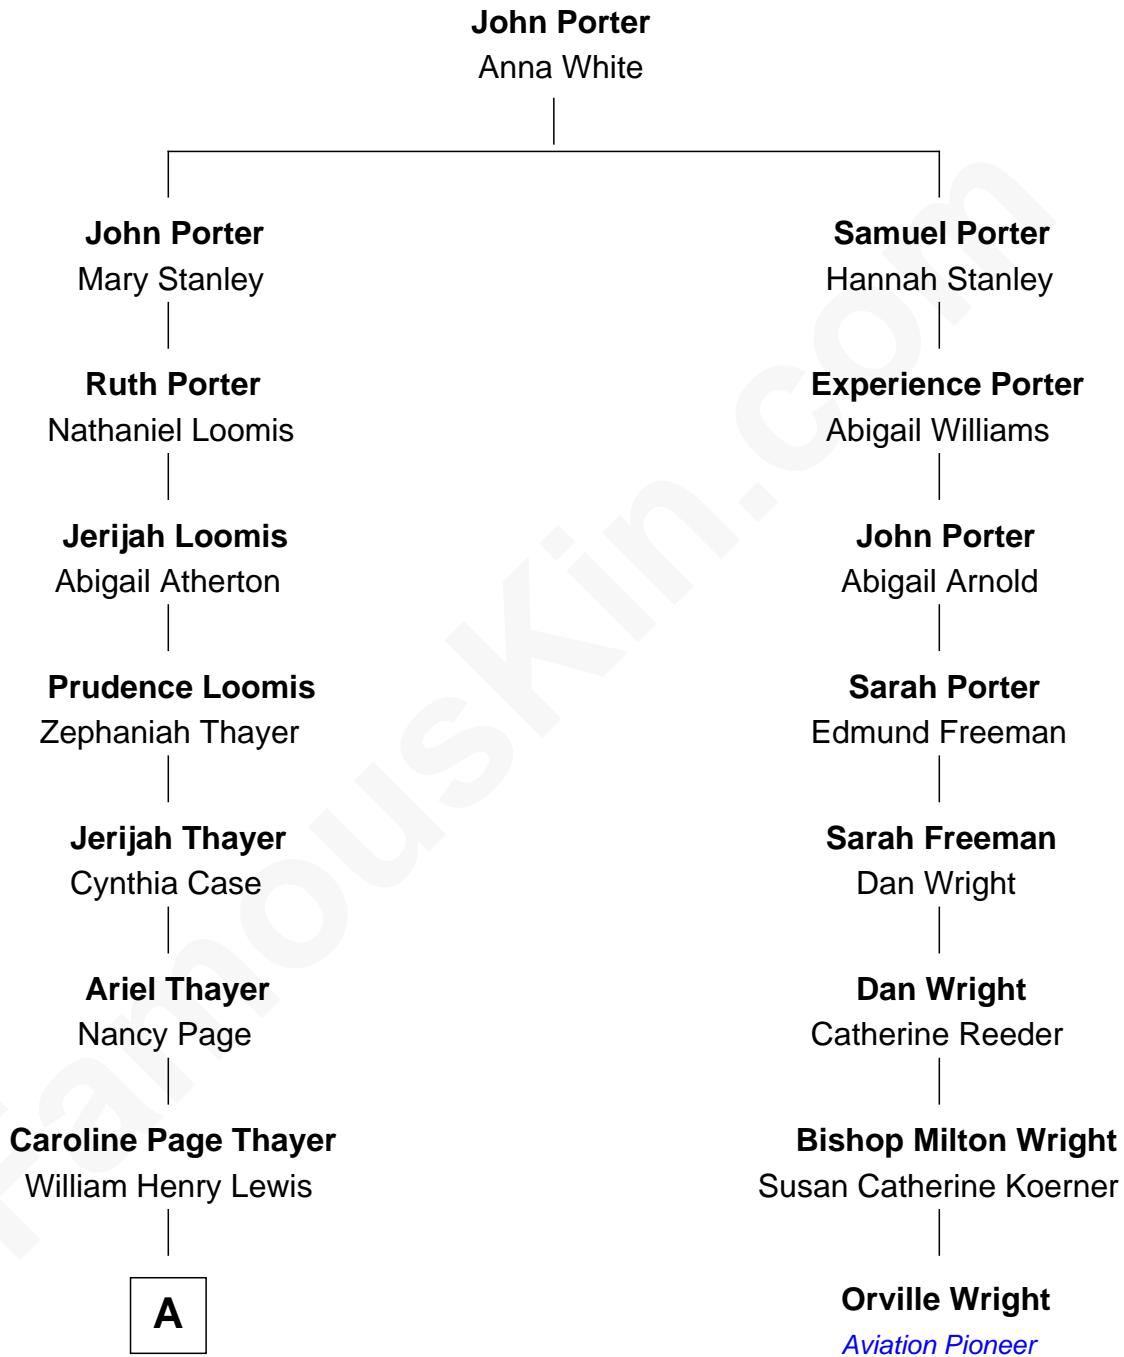 John Porter
Anna White
John Porter
Mary Stanley
Samuel Porter
Hannah Stanley
Ruth Porter
Nathaniel Loomis
Experience Porter
Abigail Williams
Jerijah Loomis
Abigail Atherton
John Porter
Abigail Arnold
Prudence Loomis
Zephaniah Thayer
Sarah Porter
Edmund Freeman
Jerijah Thayer
Cynthia Case
Sarah Freeman
Dan Wright
Ariel Thayer
Nancy Page
Dan Wright
Catherine Reeder
Caroline Page Thayer
William Henry Lewis
Bishop Milton Wright
Susan Catherine Koerner
A
Orville Wright
Aviation Pioneer
FamousKin.com